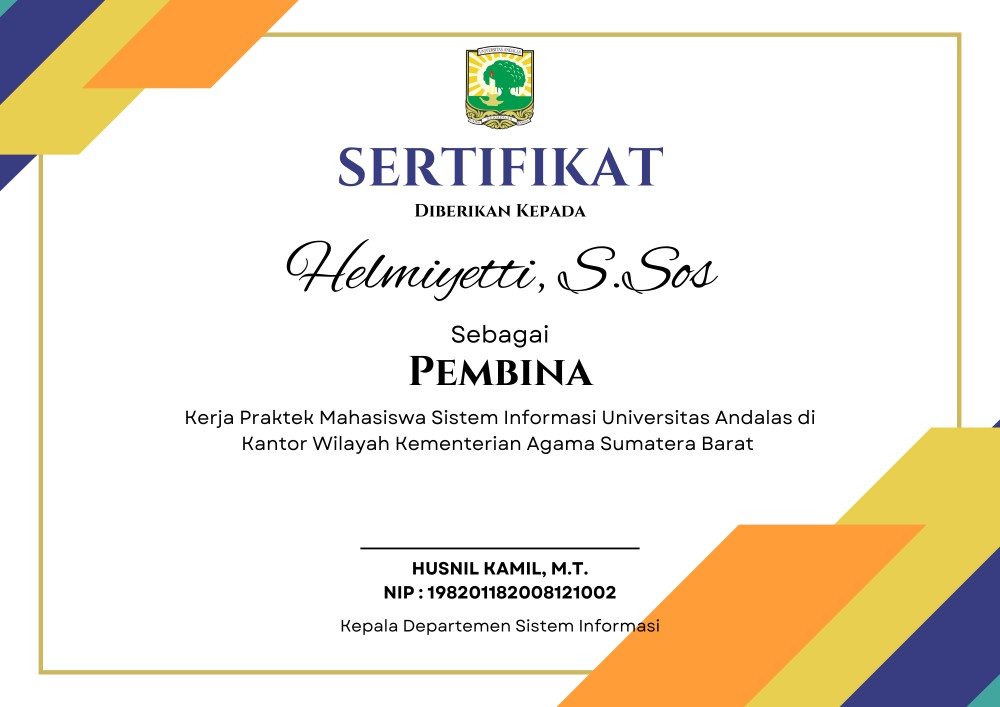 UNIVERSITAS ANDALAS
SERTIFIKAT
DIBERIKAN KEPADA
Helmiyetti, S.Sos
Sebagai
PEMBINA
Kerja Praktek Mahasiswa Sistem Informasi Universitas Andalas di
Kantor Wilayah Kementerian Agama Sumatera Barat
HUSNIL KAMIL, M.T.
NIP : 198201182008121002
Kepala Departemen Sistem Informasi